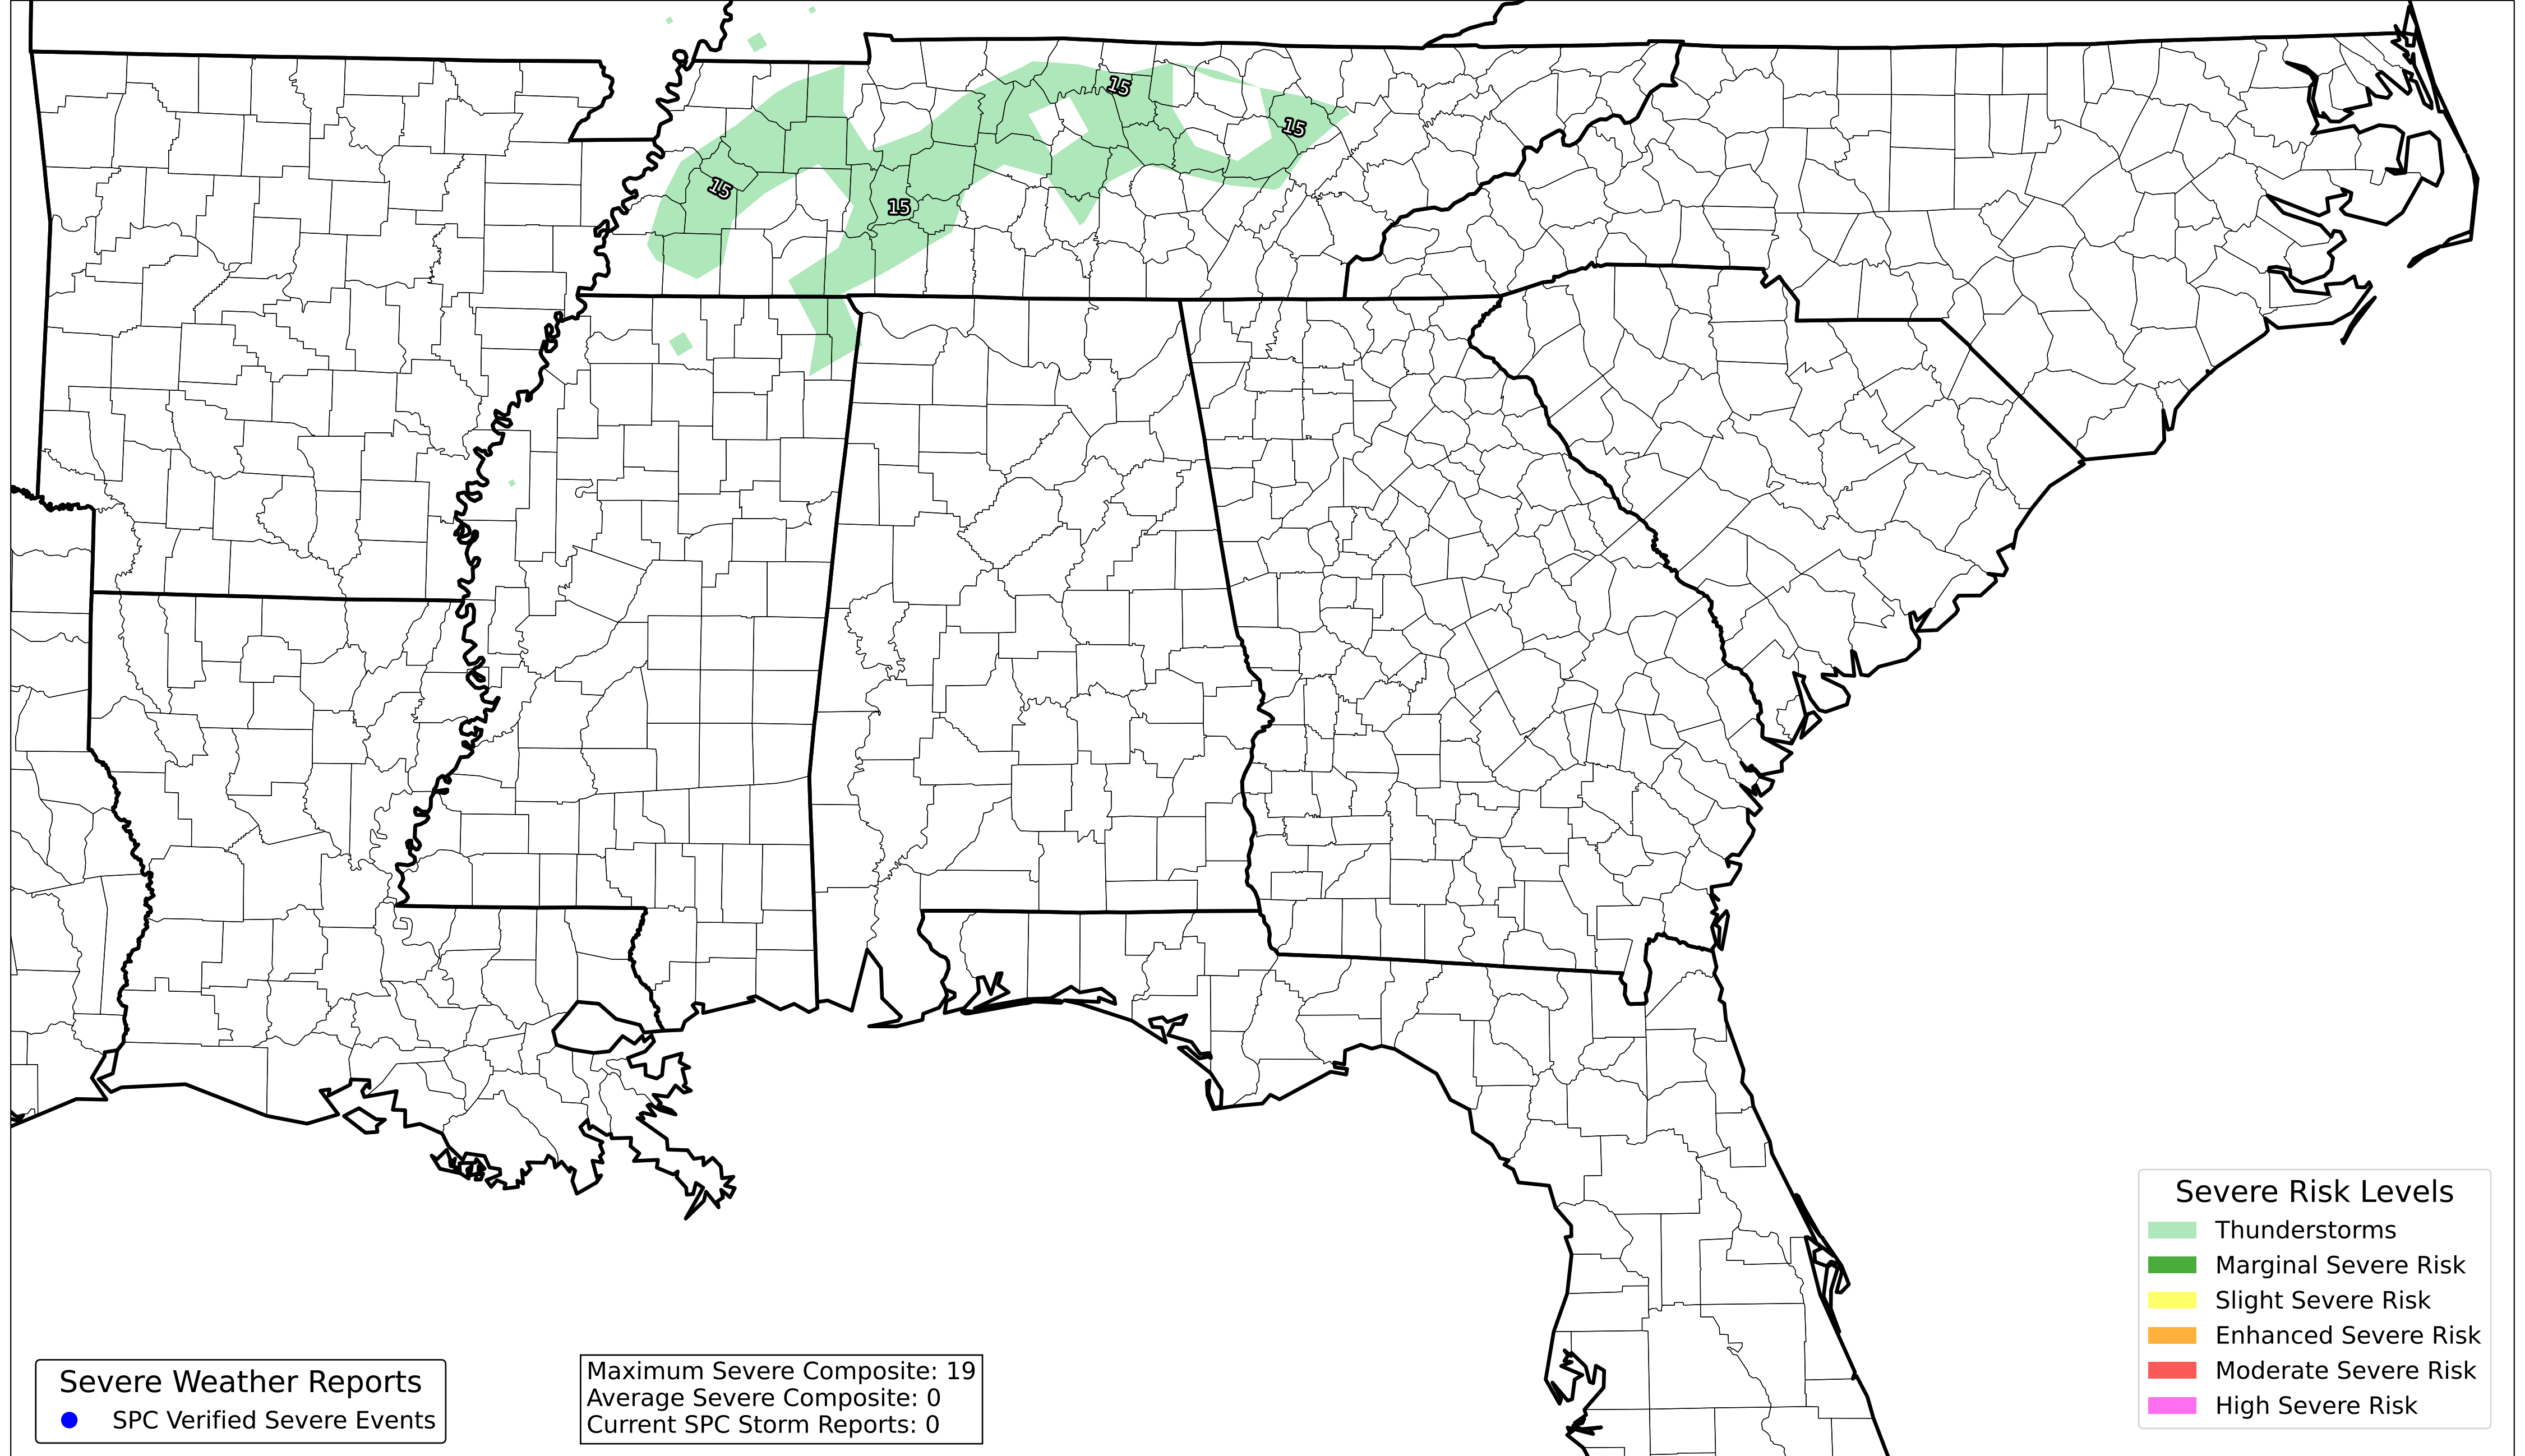 15
15
15
15
Severe Risk Levels
Thunderstorms
Marginal Severe Risk
Slight Severe Risk
Enhanced Severe Risk
Moderate Severe Risk
High Severe Risk
Severe Weather Reports
SPC Verified Severe Events
Maximum Severe Composite: 19
Average Severe Composite: 0
Current SPC Storm Reports: 0